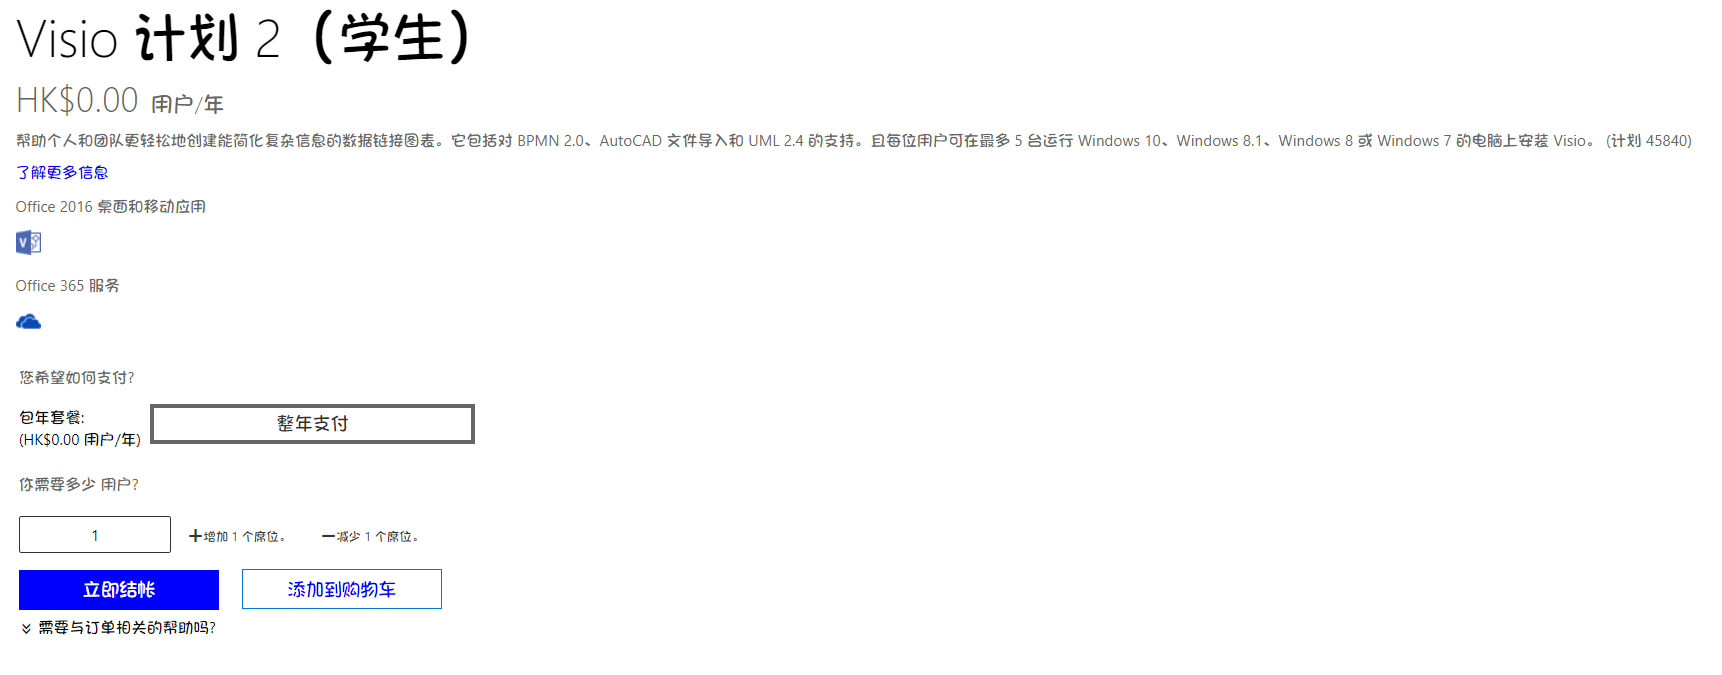 Visio 计划 2（学生）
HK$0.00 用户/年
帮助个人和团队更轻松地创建能简化复杂信息的数据链接图表。它包括对 BPMN 2.0、AutoCAD 文件导入和 UML 2.4 的支持。且每位用户可在最多 5 台运行 Windows 10、Windows 8.1、Windows 8 或 Windows 7 的电脑上安装 Visio。 (计划 45840)
了解更多信息
Office 2016 桌面和移动应用
V
Office 365 服务
您希望如何支付?
包年套餐:
(HK$0.00 用户/年)
整年支付
你需要多少 用户?
1
+增加 1 个席位。
−减少 1 个席位。
立即结帐
添加到购物车
需要与订单相关的帮助吗?